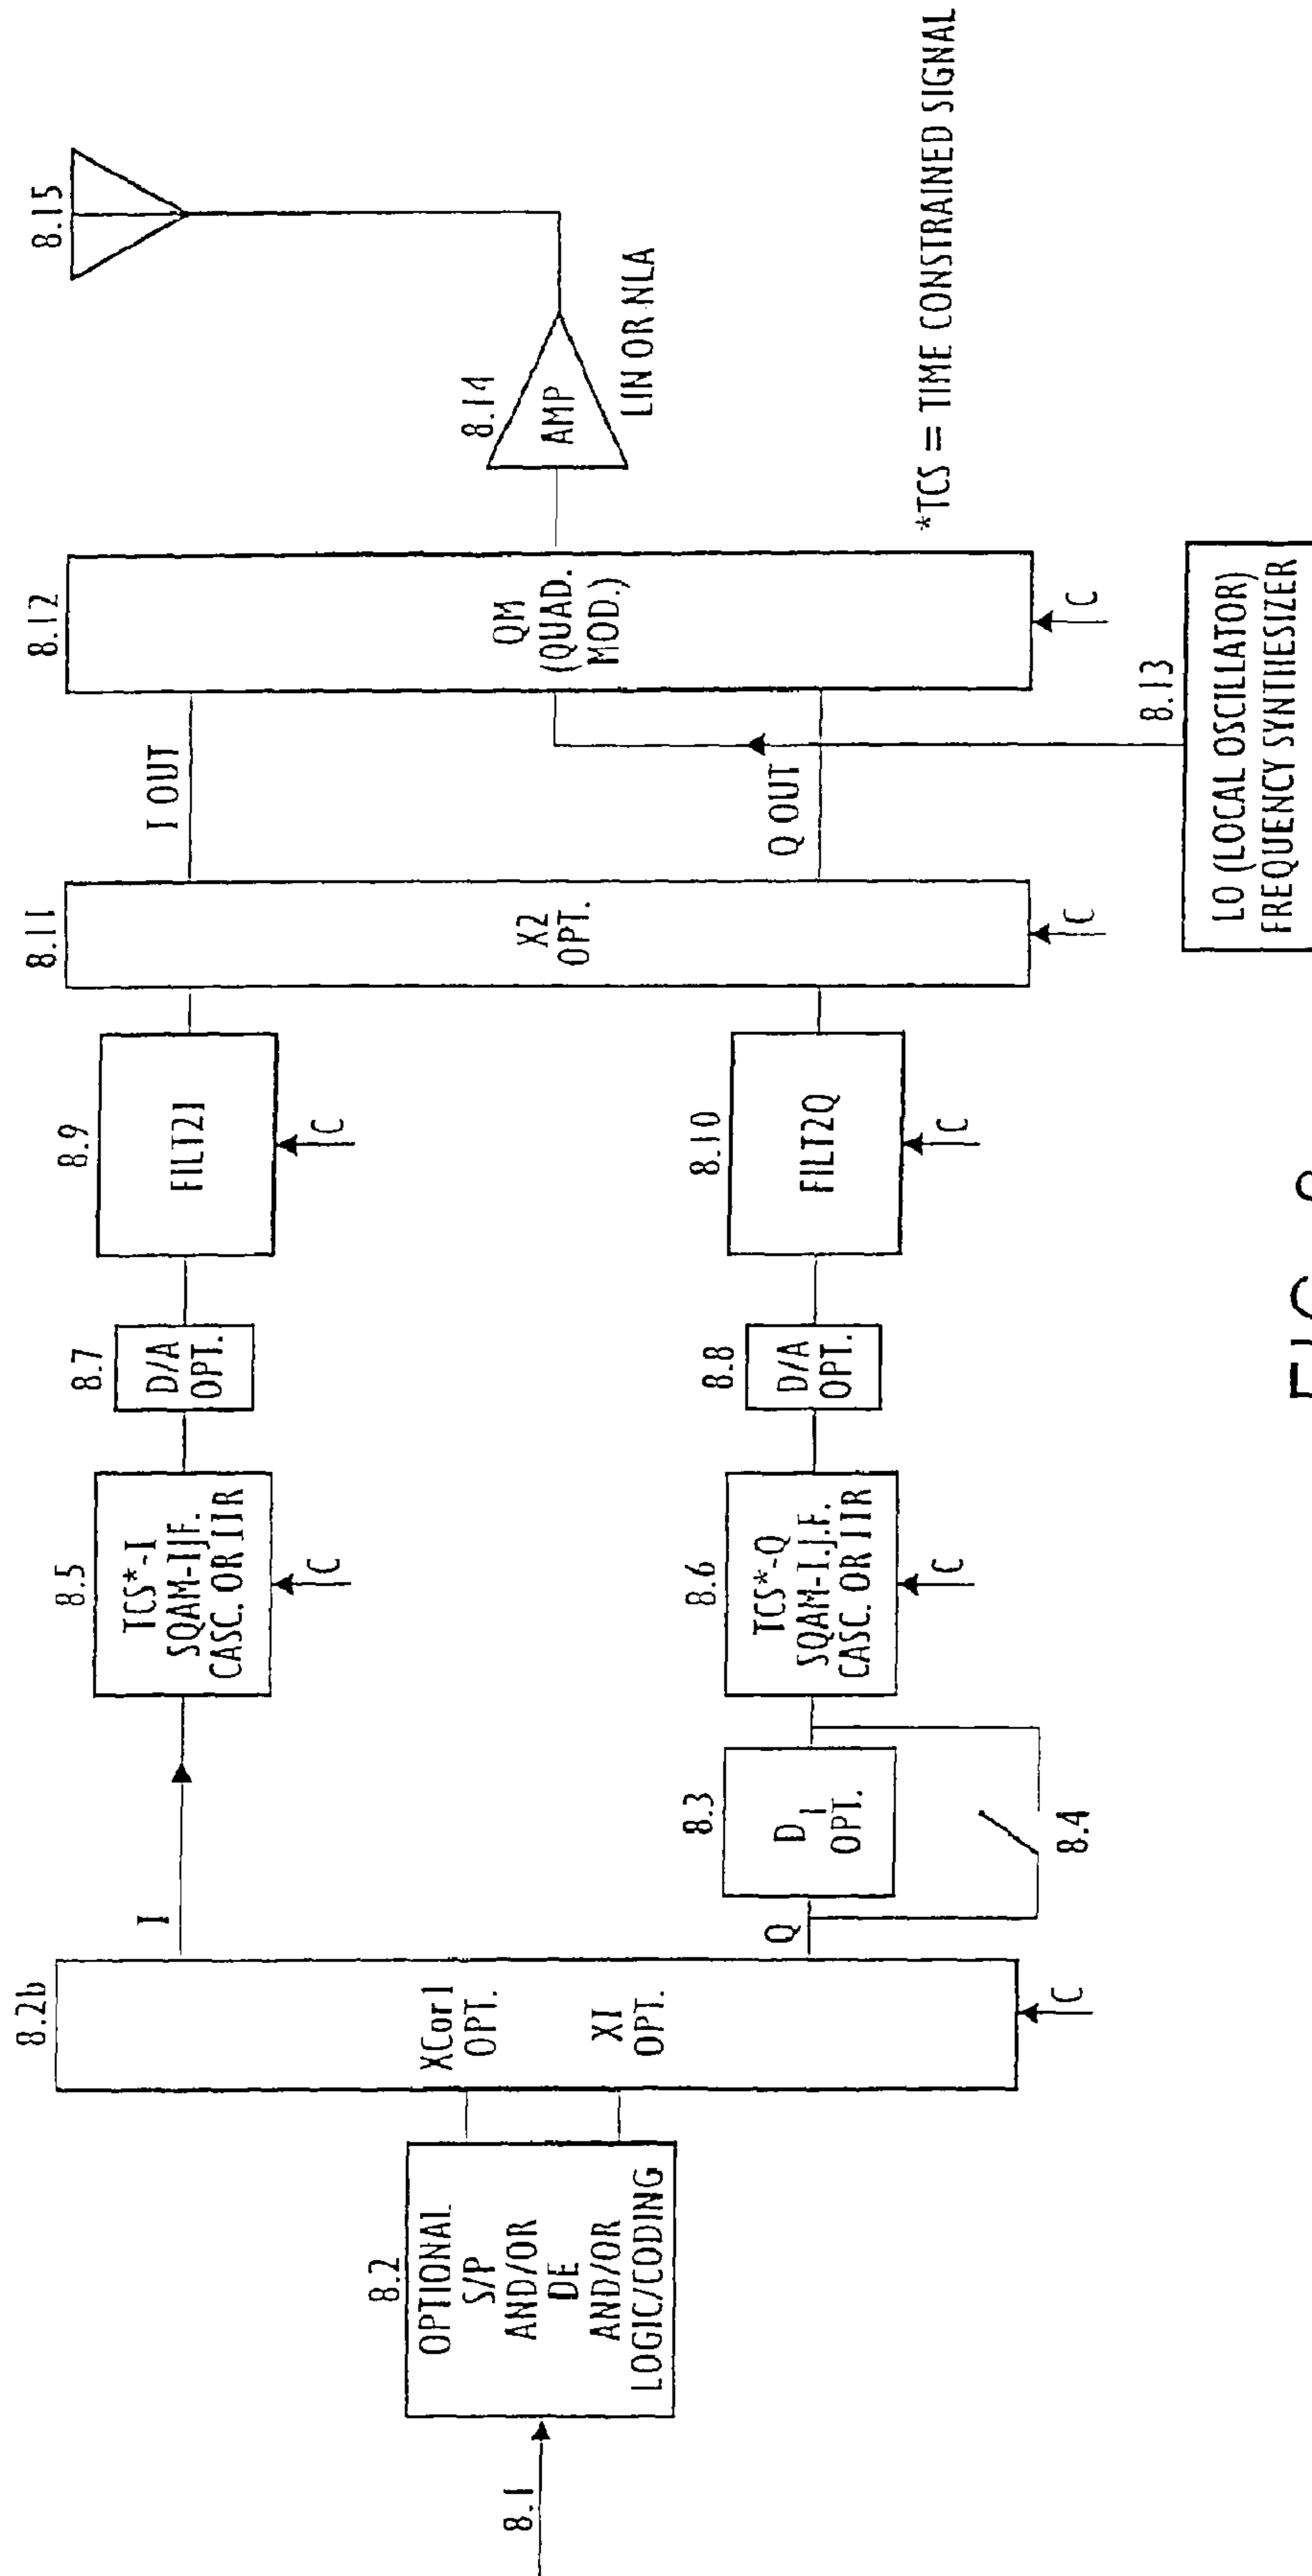 8.1
8.2
OPTIONAL
S/P
AND/OR
DE
AND/OR
LOGIC/CODING
8.2b
XCor1
OPT.
X1
OPT.
C
I
Q
8.3
D1
OPT.
8.4
8.5
TCS*-I
SQAM-IJF.
CASC. OR IIR
C
8.6
TCS*-Q
SQAM-I.J.F.
CASC. OR IIR
C
8.7
D/A
OPT.
8.8
D/A
OPT.
8.9
FILT2I
C
8.10
FILT2Q
C
8.11
X2
OPT.
C
I OUT
Q OUT
8.12
QM
(QUAD.
MOD.)
C
8.13
LO (LOCAL OSCILLATOR)
FREQUENCY SYNTHESIZER
8.14
AMP
LIN OR NLA
8.15
*TCS = TIME CONSTRAINED SIGNAL